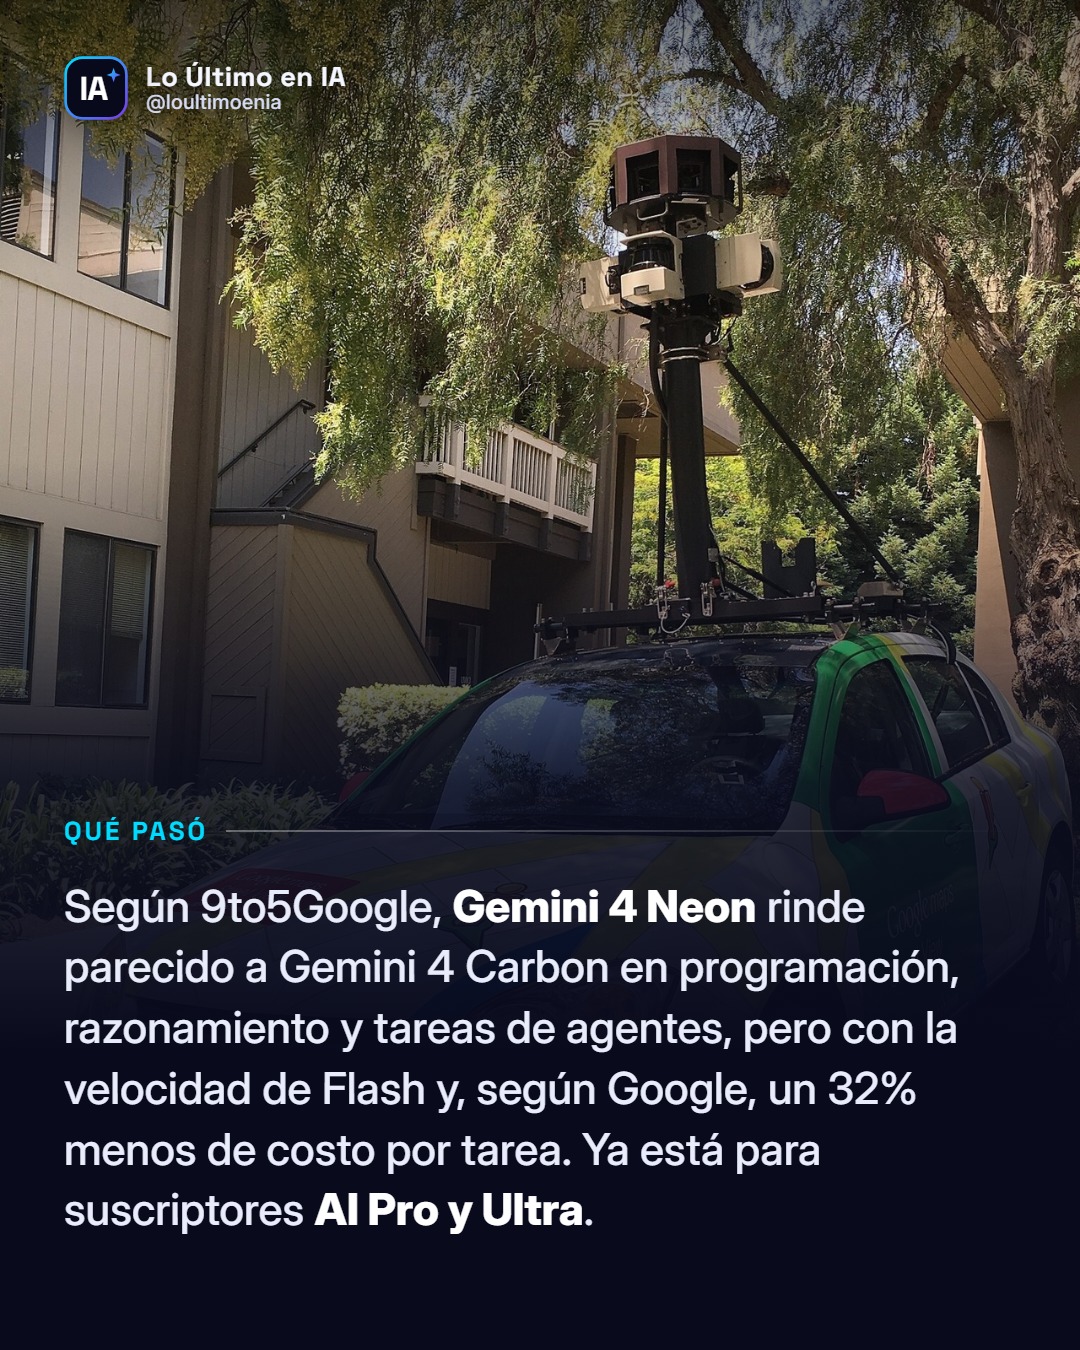 IA
Lo Último en IA
@loultimoenia
QUÉ PASÓ
Según 9to5Google, Gemini 4 Neon rinde
parecido a Gemini 4 Carbon en programación,
razonamiento y tareas de agentes, pero con la
velocidad de Flash y, según Google, un 32%
menos de costo por tarea. Ya está para
suscriptores AI Pro y Ultra.